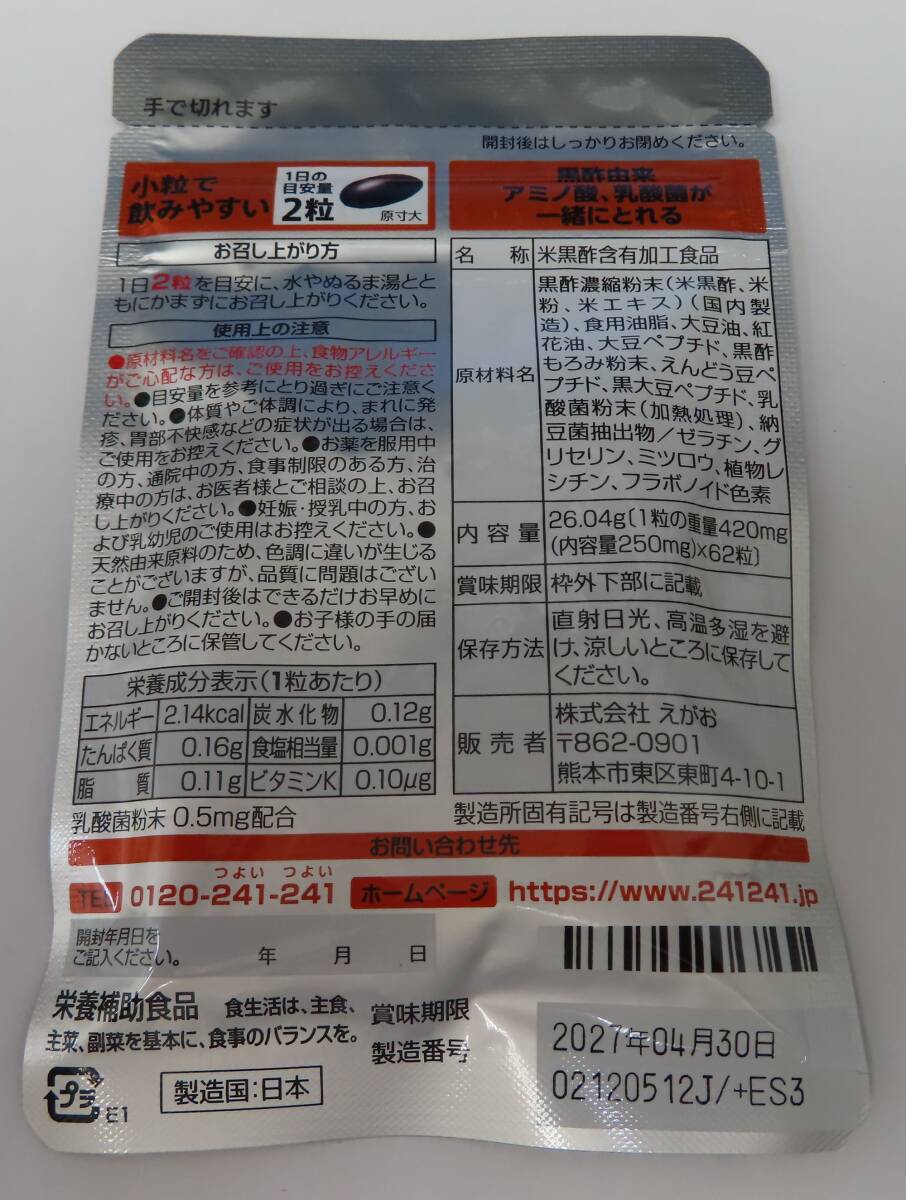 手で切れます
開封後はしっかりお閉めください。
小粒で
飲みやすい
1日の
目安量
2粒
原寸大
黒酢由来
アミノ酸、乳酸菌が
一緒にとれる
お召し上がり方
1日2粒を目安に、水やぬるま湯とと
もにかまずにお召し上がりください。
使用上の注意
●原材料名をご確認の上、食物アレルギー
がご心配な方は、ご使用をお控えくださ
い。●目安量を参考にとり過ぎにご注意く
ださい。●体質やご体調により、まれに発
疹、胃部不快感などの症状が出る場合は、
ご使用をお控えください。●お薬を服用中
の方、通院中の方、食事制限のある方、治
療中の方は、お医者様とご相談の上、お召
し上がりください。●妊娠・授乳中の方、お
よび乳幼児のご使用はお控えください。●
天然由来原料のため、色調に違いが生じる
ことがございますが、品質に問題はござい
ません。●ご開封後はできるだけお早めに
お召し上がりください。●お子様の手の届
かないところに保管してください。
名称 米黒酢含有加工食品
原材料名
黒酢濃縮粉末(米黒酢、米
粉、米エキス)(国内製
造)、食用油脂、大豆油、紅
花油、大豆ペプチド、黒酢
もろみ粉末、えんどう豆ペ
プチド、黒大豆ペプチド、乳
酸菌粉末(加熱処理)、納
豆菌抽出物/ゼラチン、グ
リセリン、ミツロウ、植物レ
シチン、フラボノイド色素
内容量
26.04g〔1粒の重量420mg
(内容量250mg)×62粒〕
賞味期限 枠外下部に記載
保存方法
直射日光、高温多湿を避
け、涼しいところに保存して
ください。
販売者
株式会社 えがお
〒862-0901
熊本市東区東町4-10-1
製造所固有記号は製造番号右側に記載
栄養成分表示(1粒あたり)
エネルギー 2.14kcal 炭水化物 0.12g
たんぱく質 0.16g 食塩相当量 0.001g
脂質 0.11g ビタミンK 0.10μg
乳酸菌粉末 0.5mg配合
お問い合わせ先
つよい つよい
TEL 0120-241-241 ホームページ https://www.241241.jp
開封年月日を
ご記入ください。
年 月 日
栄養補助食品 食生活は、主食、
主菜、副菜を基本に、食事のバランスを。
プラ
E1
製造国:日本
賞味期限 2027年04月30日
製造番号 02120512J/+ES3